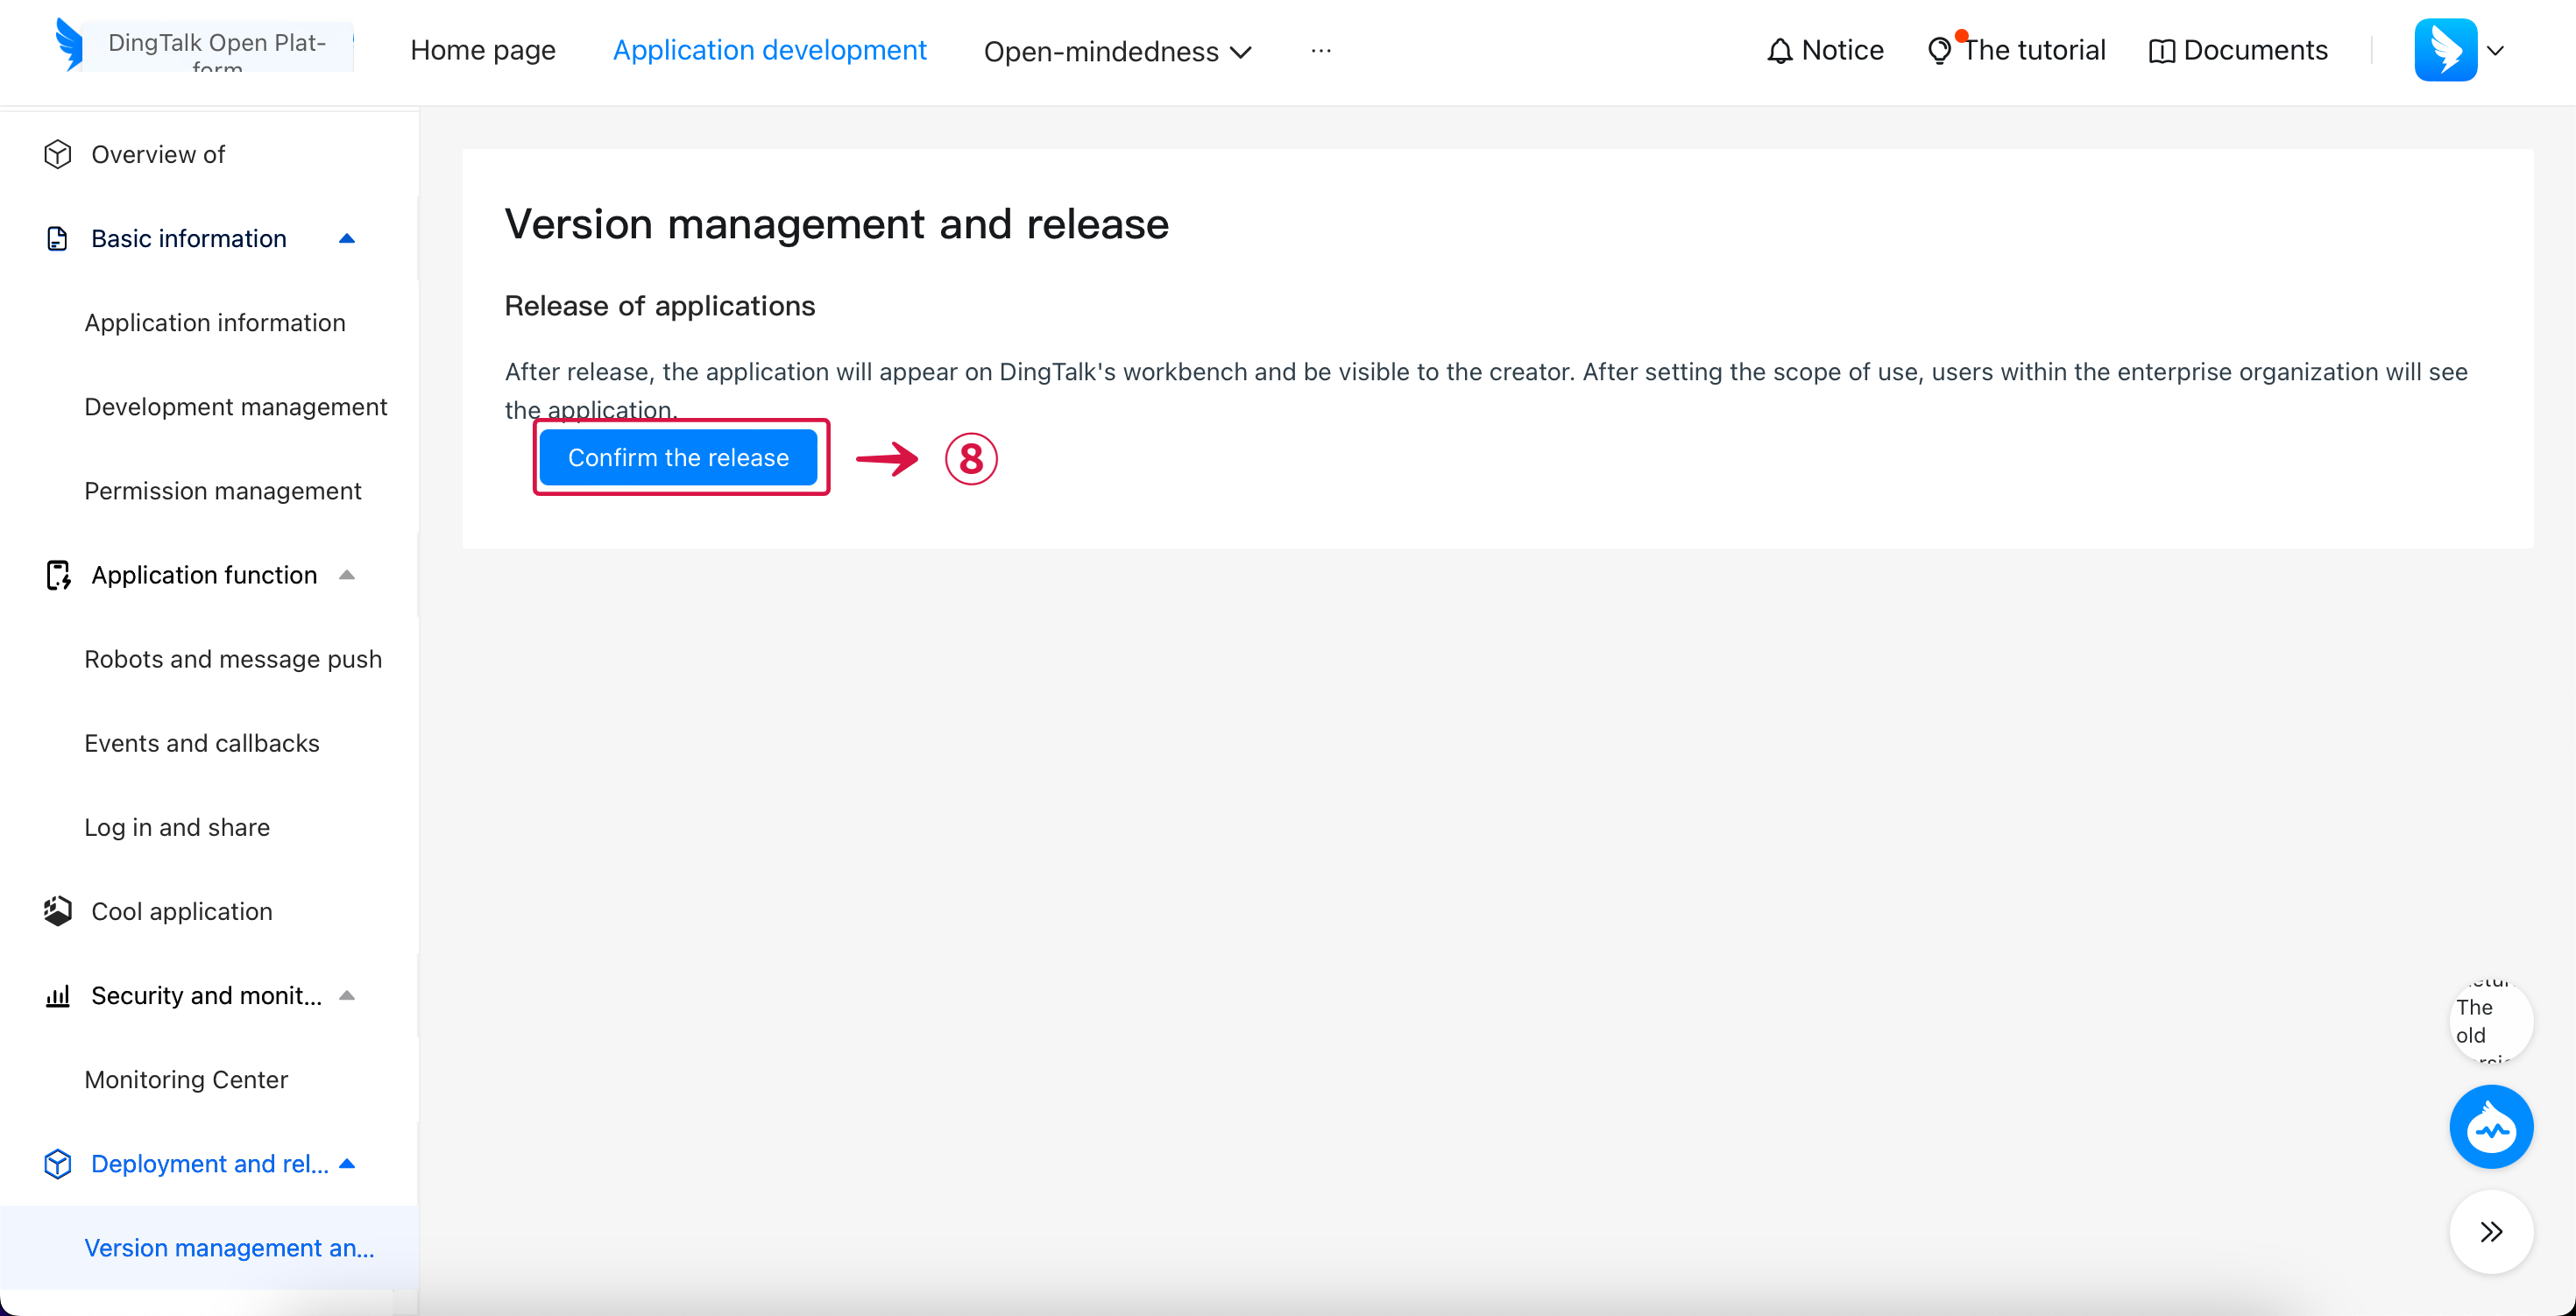 DingTalk Open Plat-
form
Home page
Application development
Open-mindedness
...
Notice
The tutorial
Documents
Overview of
Basic information
Application information
Development management
Permission management
Application function
Robots and message push
Events and callbacks
Log in and share
Cool application
Security and monit...
Monitoring Center
Deployment and rel...
Version management an...
Version management and release
Release of applications
After release, the application will appear on DingTalk's workbench and be visible to the creator. After setting the scope of use, users within the enterprise organization will see
the application.
Confirm the release
⑧
The
old